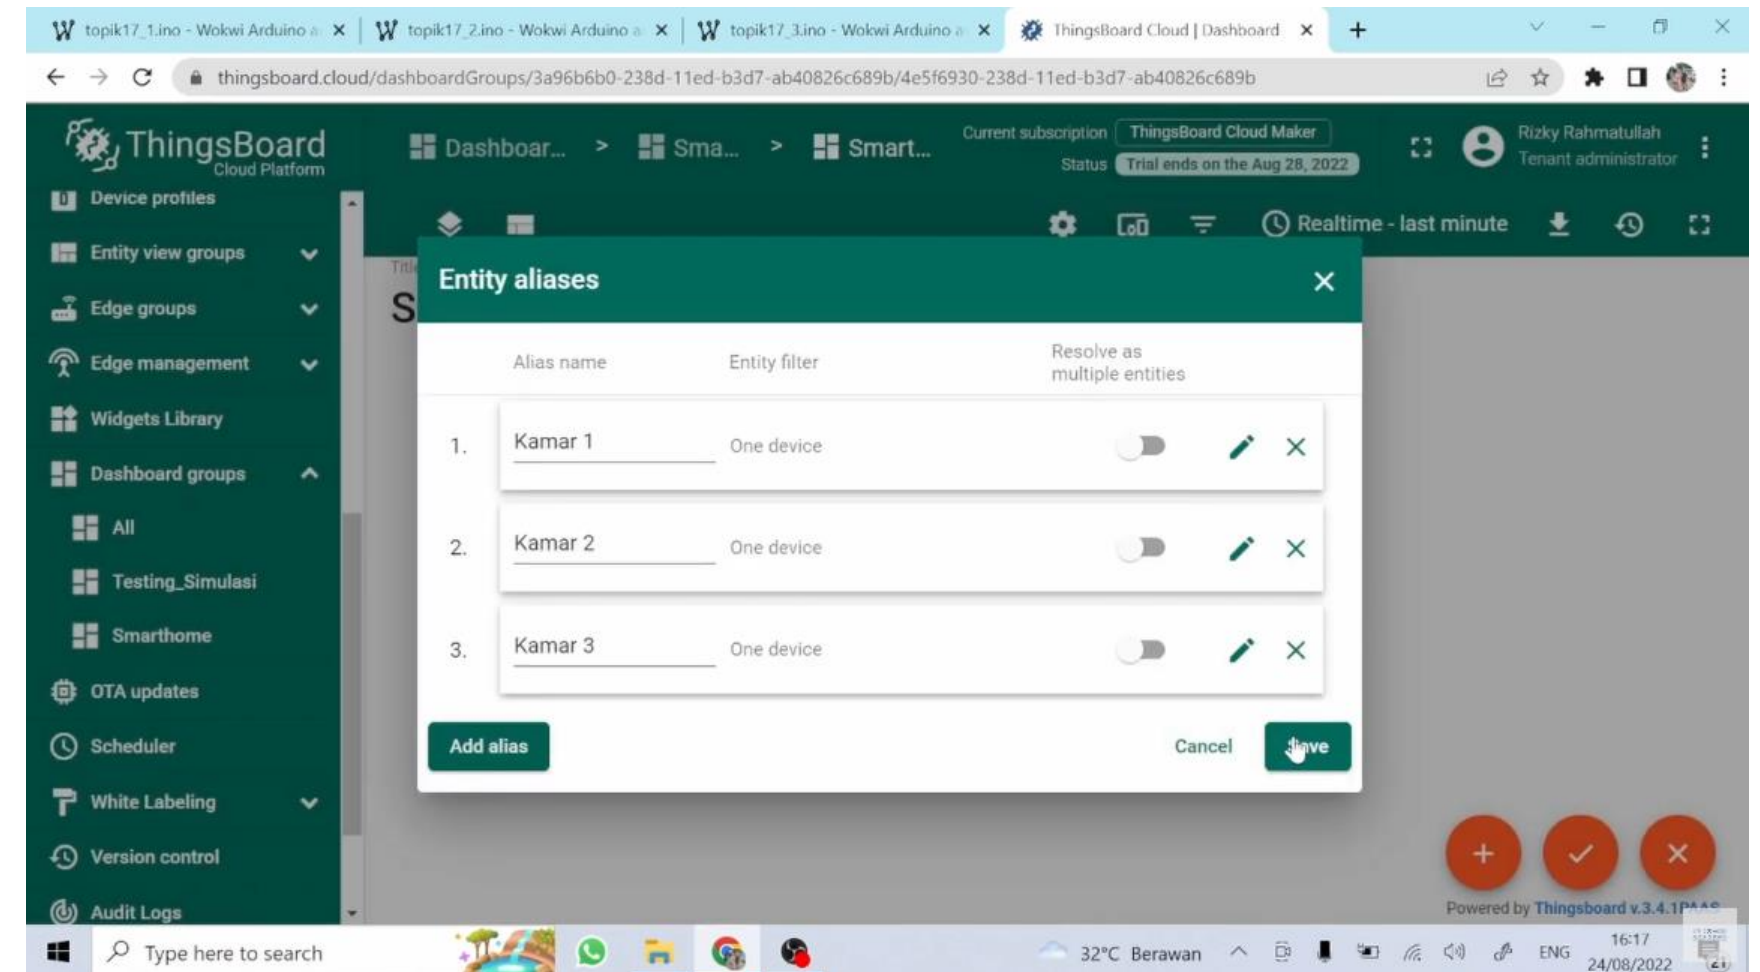 topik17_1.ino - Wokwi Arduino a
topik17_2.ino - Wokwi Arduino a
topik17_3.ino - Wokwi Arduino a
ThingsBoard Cloud | Dashboard
thingsboard.cloud/dashboardGroups/3a96b6b0-238d-11ed-b3d7-ab40826c689b/4e5f6930-238d-11ed-b3d7-ab40826c689b
ThingsBoard
Cloud Platform
Dashboar... > Sma... > Smart...
Current subscription ThingsBoard Cloud Maker
Status Trial ends on the Aug 28, 2022
Rizky Rahmatullah
Tenant administrator
Device profiles
Entity view groups
Edge groups
Edge management
Widgets Library
Dashboard groups
All
Testing_Simulasi
Smarthome
OTA updates
Scheduler
White Labeling
Version control
Audit Logs
Realtime - last minute
Title
S
Entity aliases
Alias name Entity filter Resolve as
multiple entities
1. Kamar 1 One device
2. Kamar 2 One device
3. Kamar 3 One device
Add alias Cancel Save
Powered by Thingsboard v.3.4.1PAAS
Type here to search
32°C Berawan
ENG
16:17
24/08/2022
21